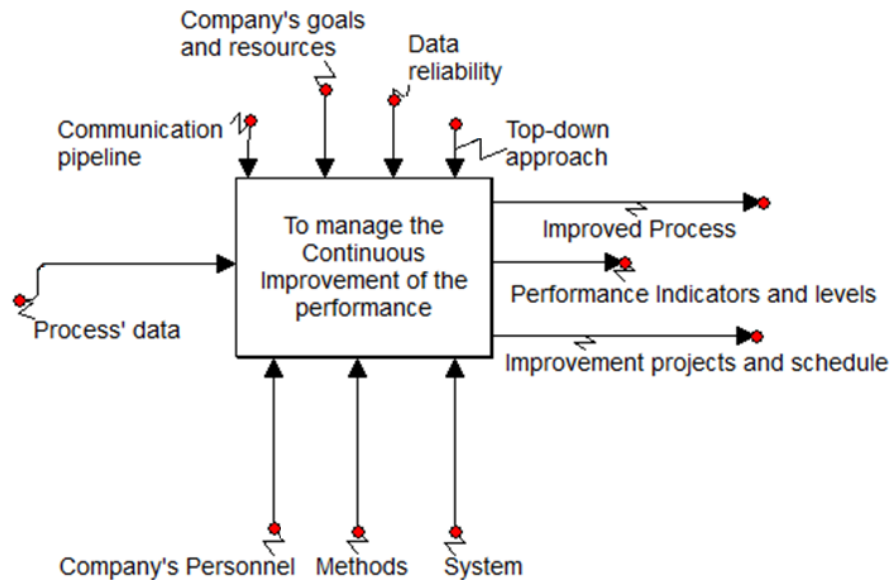 Company's goals
and resources
Data
reliability
Communication
pipeline
Top-down
approach
To manage the
Continuous
Improvement of the
performance
Improved Process
Performance Indicators and levels
Process' data
Improvement projects and schedule
Company's Personnel
Methods
System